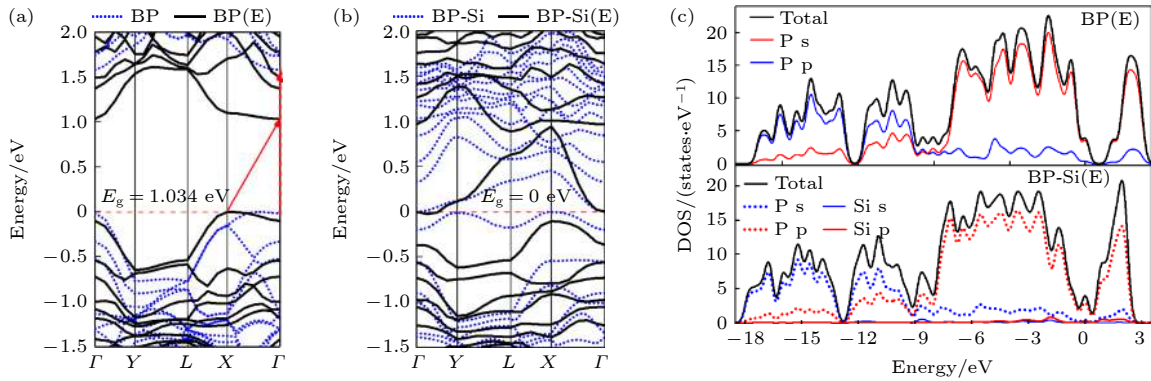 (a)
BP
BP(E)
2.0
1.5
1.0
0.5
0
−0.5
−1.0
−1.5
Energy/eV
E_g = 1.034 eV
Γ
Y
L
X
Γ
(b)
BP-Si
BP-Si(E)
2.0
1.5
1.0
0.5
0
−0.5
−1.0
−1.5
Energy/eV
E_g = 0 eV
Γ
Y
L
X
Γ
(c)
Total
P s
P p
BP(E)
20
15
10
5
0
DOS/(states·eV⁻¹)
Total
P s
Si s
P p
Si p
BP-Si(E)
20
15
10
5
0
−18
−15
−12
−9
−6
−3
0
3
Energy/eV